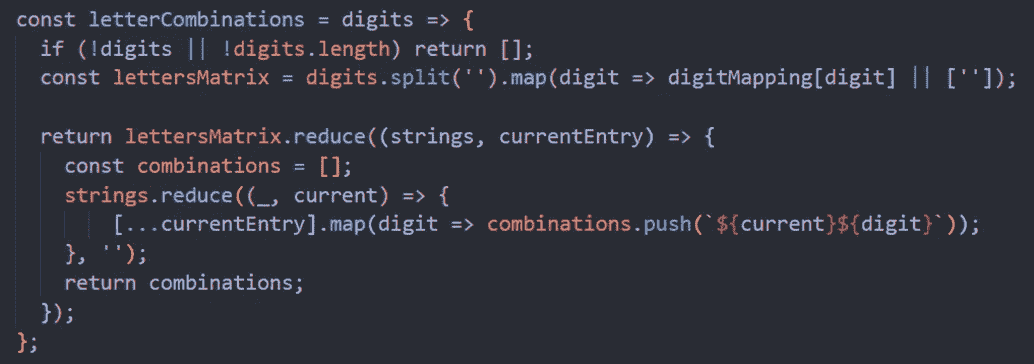 const letterCombinations = digits => {
  if (!digits || !digits.length) return [];
  const lettersMatrix = digits.split('').map(digit => digitMapping[digit] || ['']);

  return lettersMatrix.reduce((strings, currentEntry) => {
    const combinations = [];
    strings.reduce((_, current) => {
        [...currentEntry].map(digit => combinations.push(`${current}${digit}`));
    }, '');
    return combinations;
  });
};